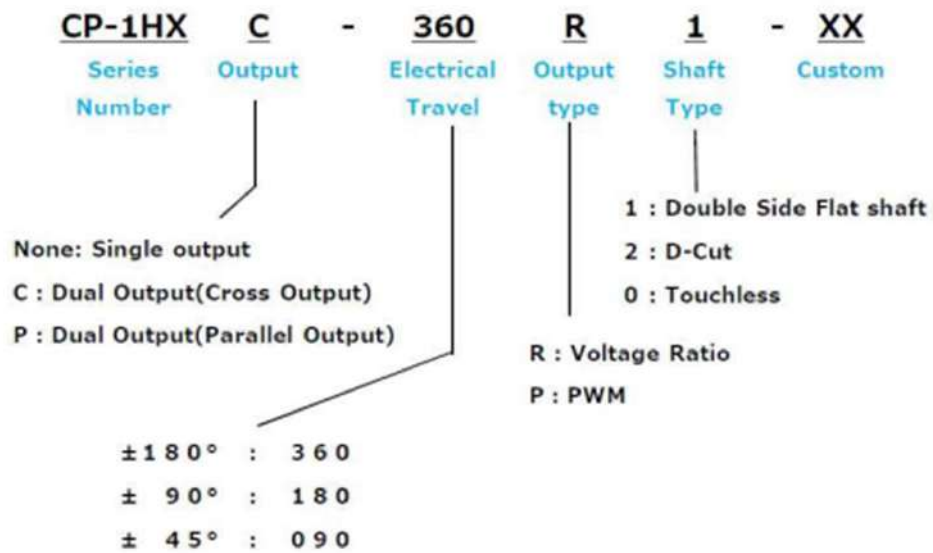 CP-1HX C - 360 R 1 - XX
Series Number Output Electrical Travel Output type Shaft Type Custom
1 : Double Side Flat shaft
2 : D-Cut
0 : Touchless
None: Single output
C : Dual Output(Cross Output)
P : Dual Output(Parallel Output)
R : Voltage Ratio
P : PWM
±180° : 360
± 90° : 180
± 45° : 090